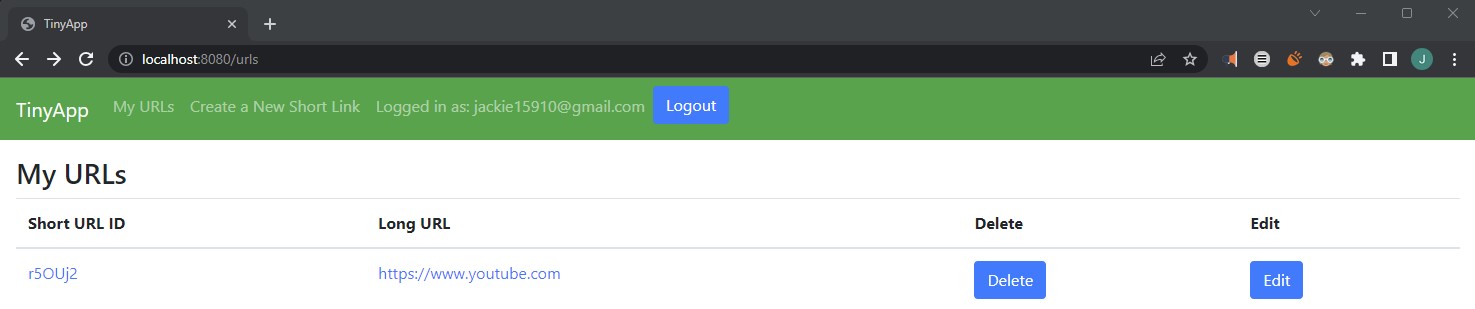 TinyApp
localhost:8080/urls
J
TinyApp My URLs Create a New Short Link Logged in as: jackie15910@gmail.com Logout
My URLs
Short URL ID Long URL Delete Edit
r5OUj2 https://www.youtube.com Delete Edit